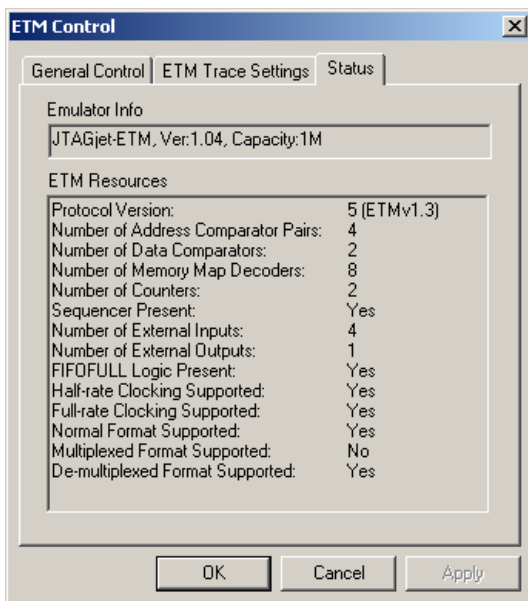 ETM Control
General Control ETM Trace Settings Status
Emulator Info
JTAGjet-ETM, Ver:1.04, Capacity:1M
ETM Resources
Protocol Version: 5 (ETMv1.3)
Number of Address Comparator Pairs: 4
Number of Data Comparators: 2
Number of Memory Map Decoders: 8
Number of Counters: 2
Sequencer Present: Yes
Number of External Inputs: 4
Number of External Outputs: 1
FIFOFULL Logic Present: Yes
Half-rate Clocking Supported: Yes
Full-rate Clocking Supported: Yes
Normal Format Supported: Yes
Multiplexed Format Supported: No
De-multiplexed Format Supported: Yes
OK Cancel Apply